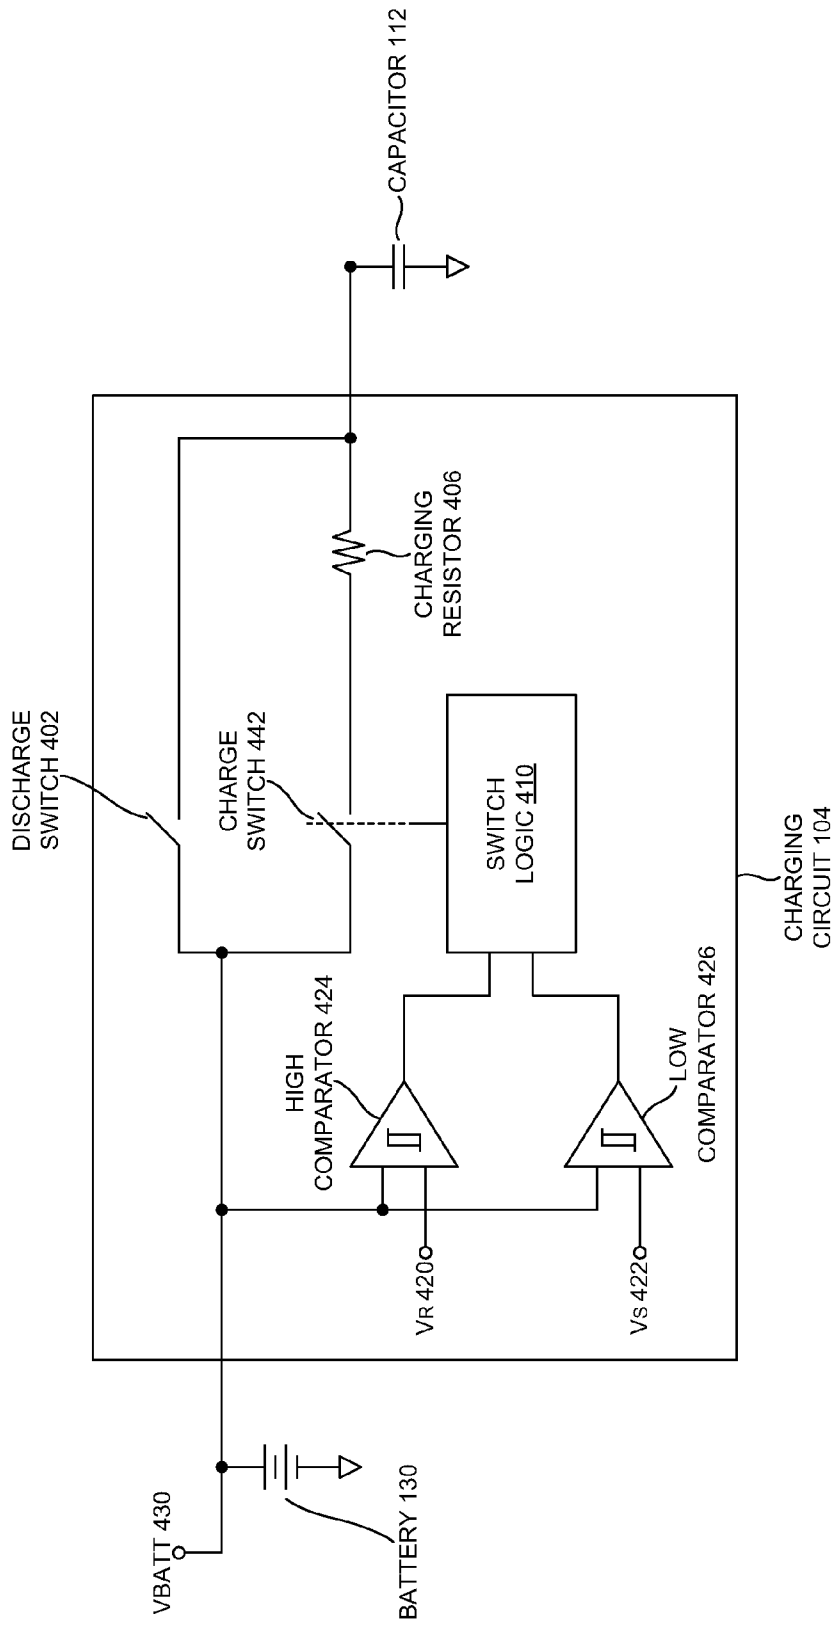 VBATT 430
BATTERY 130
DISCHARGE
SWITCH 402
CHARGE
SWITCH 442
HIGH
COMPARATOR 424
VR 420
VS 422
LOW
COMPARATOR 426
SWITCH
LOGIC 410
CHARGING
RESISTOR 406
CHARGING
CIRCUIT 104
CAPACITOR 112